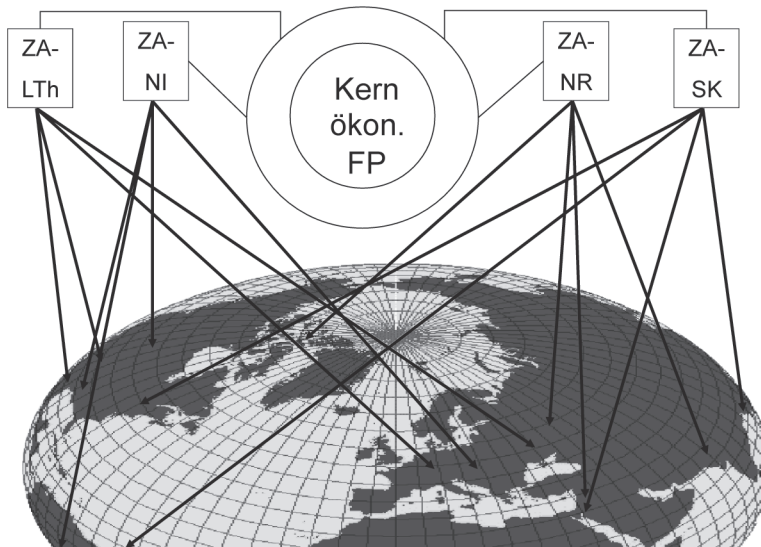 ZA-
LTh
ZA-
NI
Kern
ökon.
FP
ZA-
NR
ZA-
SK